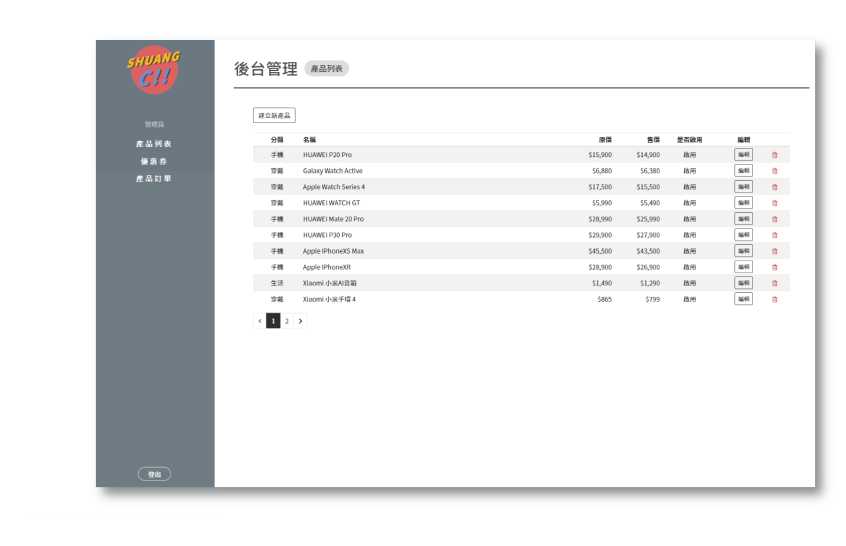 SHUANG
C!!
管理員
產品列表
優惠券
產品訂單
登出
後台管理 產品列表
建立新產品
分類 名稱 原價 售價 是否啟用 編輯
手機 HUAWEI P20 Pro $15,900 $14,900 啟用 編輯
穿戴 Galaxy Watch Active $6,880 $6,380 啟用 編輯
穿戴 Apple Watch Series 4 $17,500 $15,500 啟用 編輯
穿戴 HUAWEI WATCH GT $5,990 $5,490 啟用 編輯
手機 HUAWEI Mate 20 Pro $28,990 $25,990 啟用 編輯
手機 HUAWEI P30 Pro $29,900 $27,900 啟用 編輯
手機 Apple IPhoneXS Max $45,500 $43,500 啟用 編輯
手機 Apple IPhoneXR $28,900 $26,900 啟用 編輯
生活 Xiaomi 小米AI音箱 $1,490 $1,290 啟用 編輯
穿戴 Xiaomi 小米手環 4 $865 $799 啟用 編輯
1 2